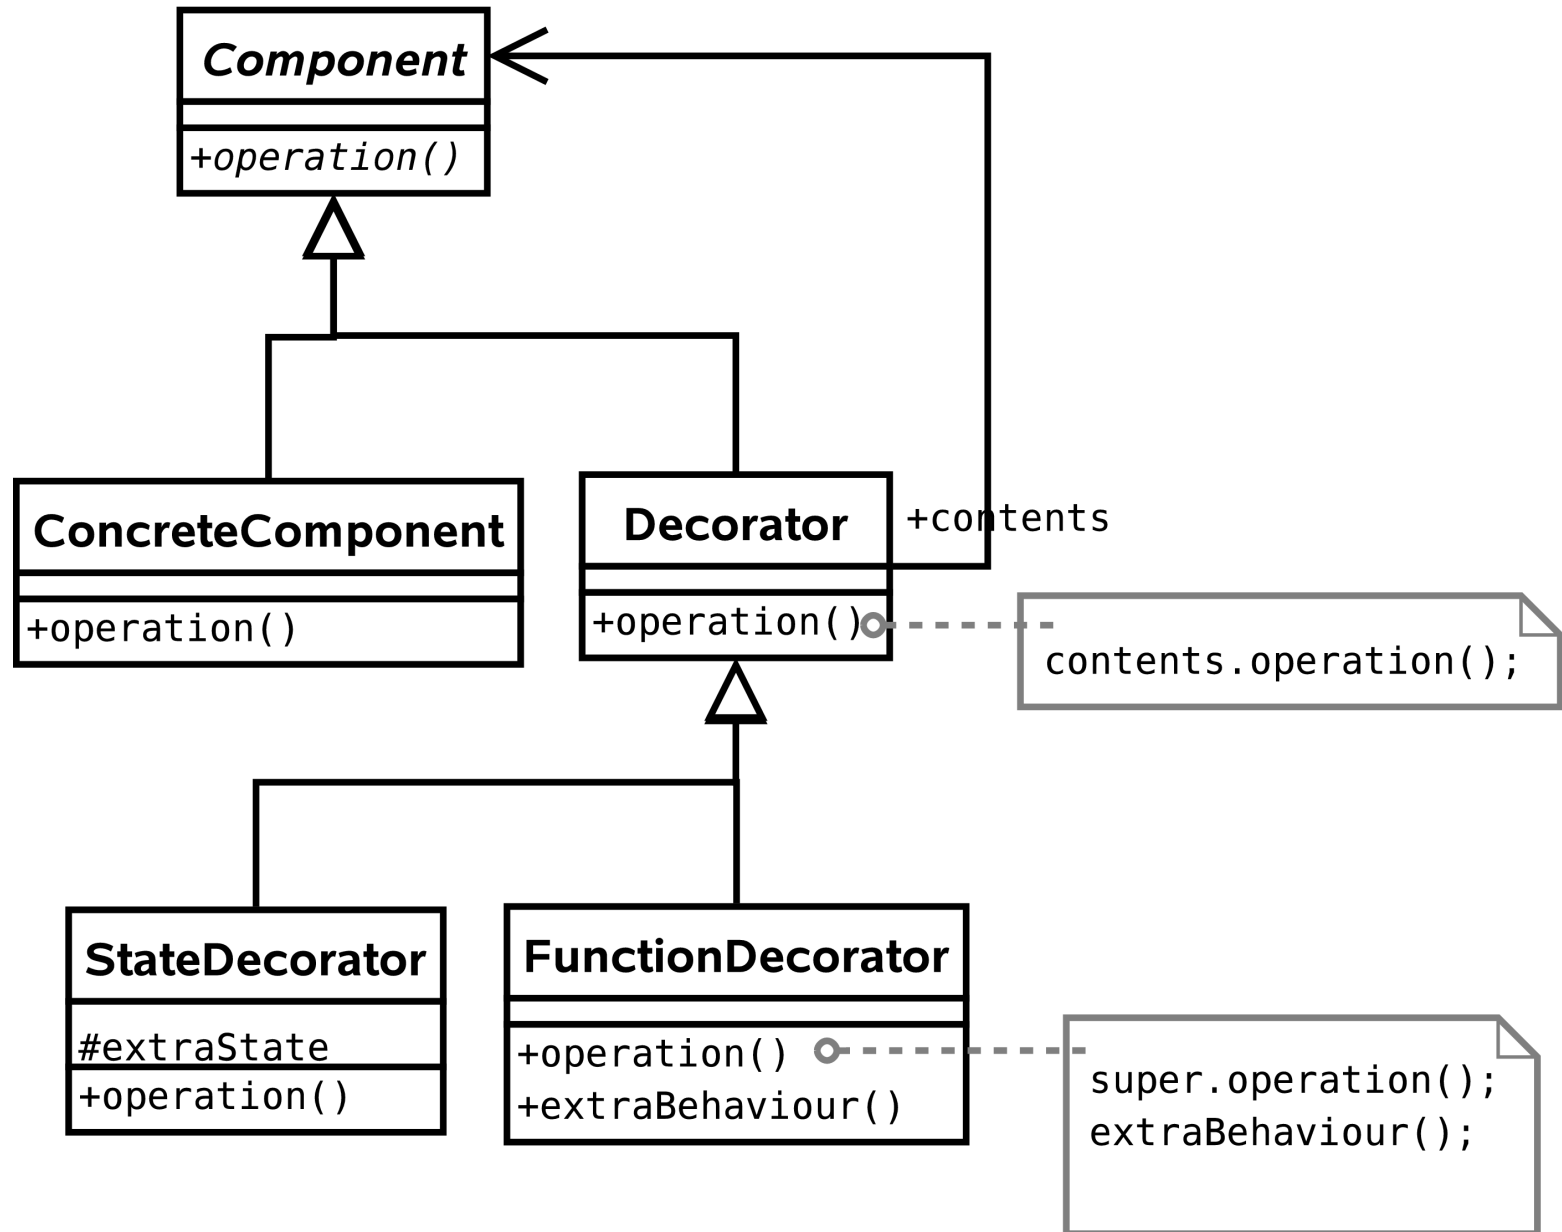 Component
+operation()
ConcreteComponent
+operation()
Decorator
+operation()
+contents
contents.operation();
StateDecorator
#extraState
+operation()
FunctionDecorator
+operation()
+extraBehaviour()
super.operation();
extraBehaviour();